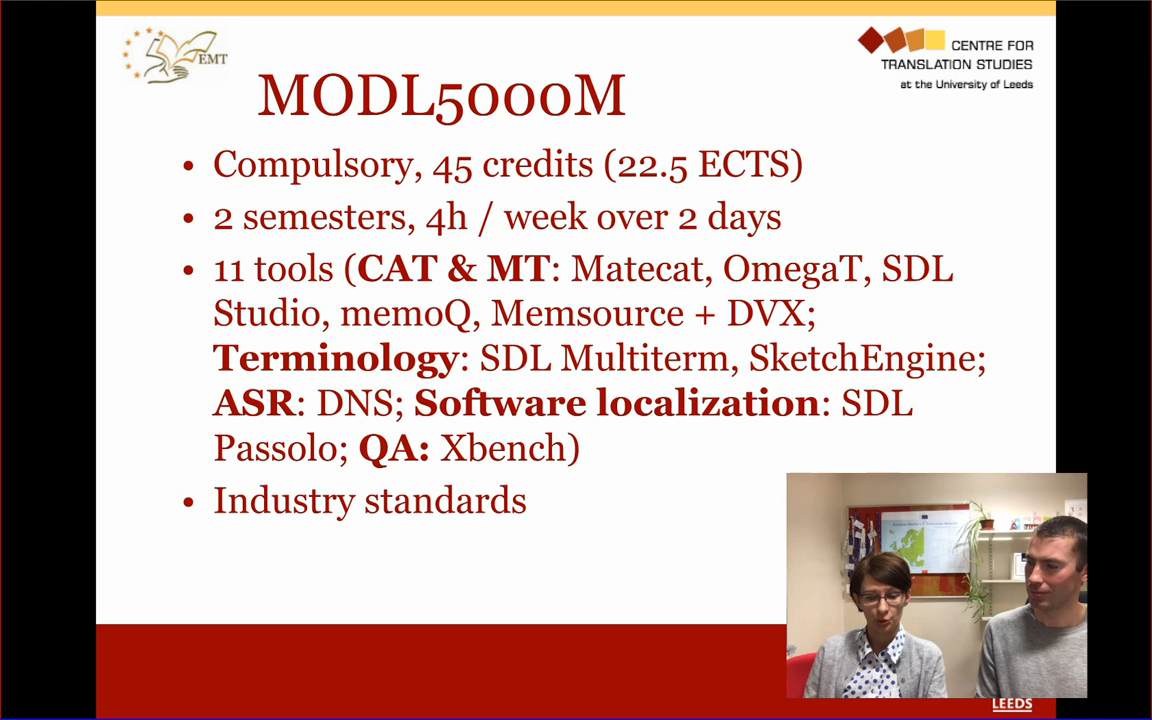 EMT
CENTRE FOR
TRANSLATION STUDIES
at the University of Leeds
MODL5000M
• Compulsory, 45 credits (22.5 ECTS)
• 2 semesters, 4h / week over 2 days
• 11 tools (CAT & MT: Matecat, OmegaT, SDL
Studio, memoQ, Memsource + DVX;
Terminology: SDL Multiterm, SketchEngine;
ASR: DNS; Software localization: SDL
Passolo; QA: Xbench)
• Industry standards
LEEDS